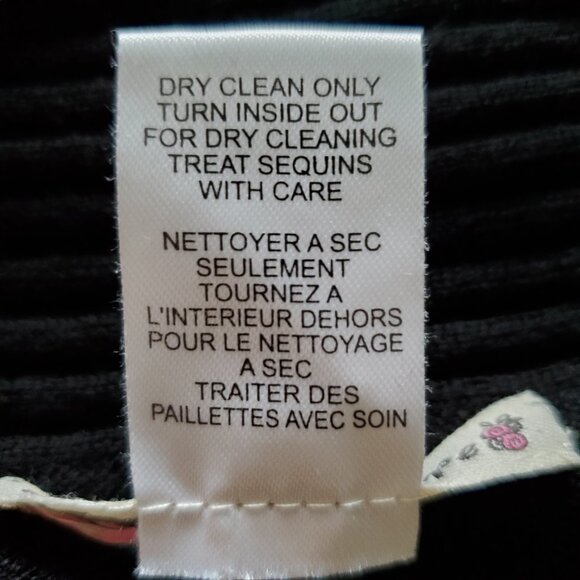 DRY CLEAN ONLY
TURN INSIDE OUT
FOR DRY CLEANING
TREAT SEQUINS
WITH CARE
NETTOYER A SEC
SEULEMENT
TOURNEZ A
L'INTERIEUR DEHORS
POUR LE NETTOYAGE
A SEC
TRAITER DES
PAILLETTES AVEC SOIN